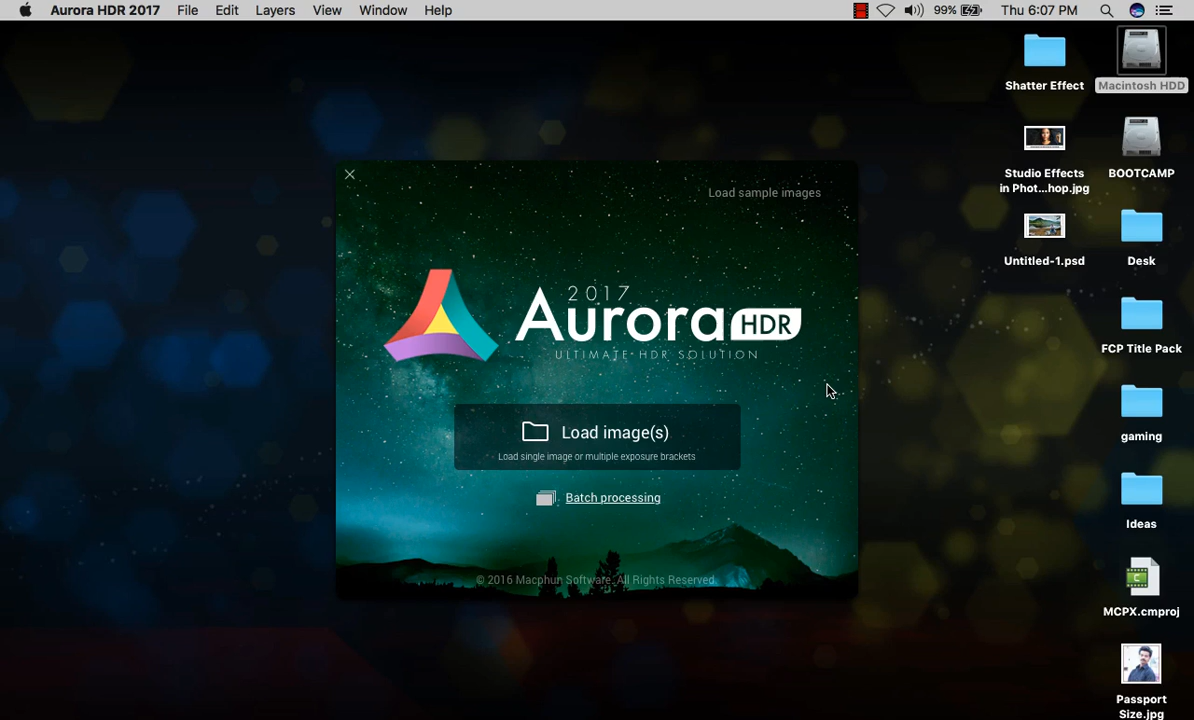 Aurora HDR 2017 File Edit Layers View Window Help 99% Thu 6:07 PM
Load sample images
2017
Aurora HDR
ULTIMATE HDR SOLUTION
Load image(s)
Load single image or multiple exposure brackets
Batch processing
© 2016 Macphun Software. All Rights Reserved.
Shatter Effect
Macintosh HDD
Studio Effects
in Phot...hop.jpg
BOOTCAMP
Untitled-1.psd
Desk
FCP Title Pack
gaming
Ideas
C
MCPX.cmproj
Passport
Size.jpg